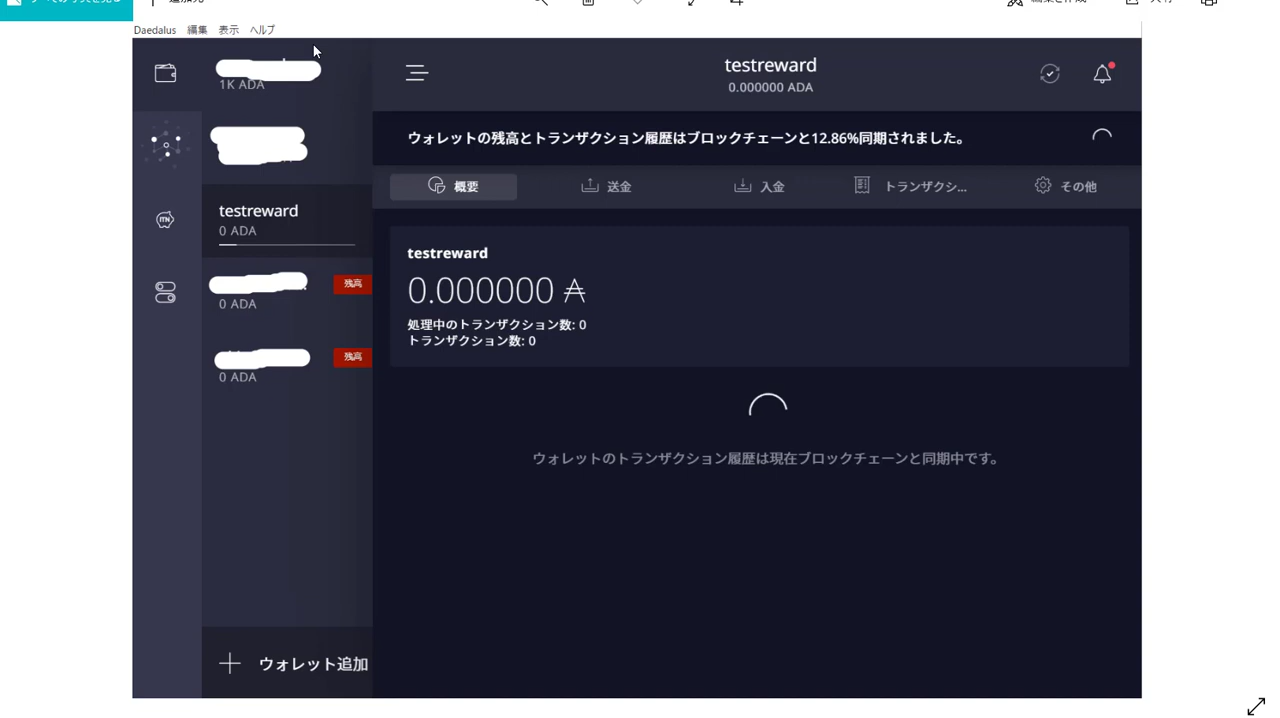 Daedalus 編集 表示 ヘルプ
1K ADA
testreward
0 ADA
残高
0 ADA
残高
0 ADA
ウォレット追加
testreward
0.000000 ADA
ウォレットの残高とトランザクション履歴はブロックチェーンと12.86%同期されました。
概要 送金 入金 トランザクシ... その他
testreward
0.000000 ₳
処理中のトランザクション数: 0
トランザクション数: 0
ウォレットのトランザクション履歴は現在ブロックチェーンと同期中です。